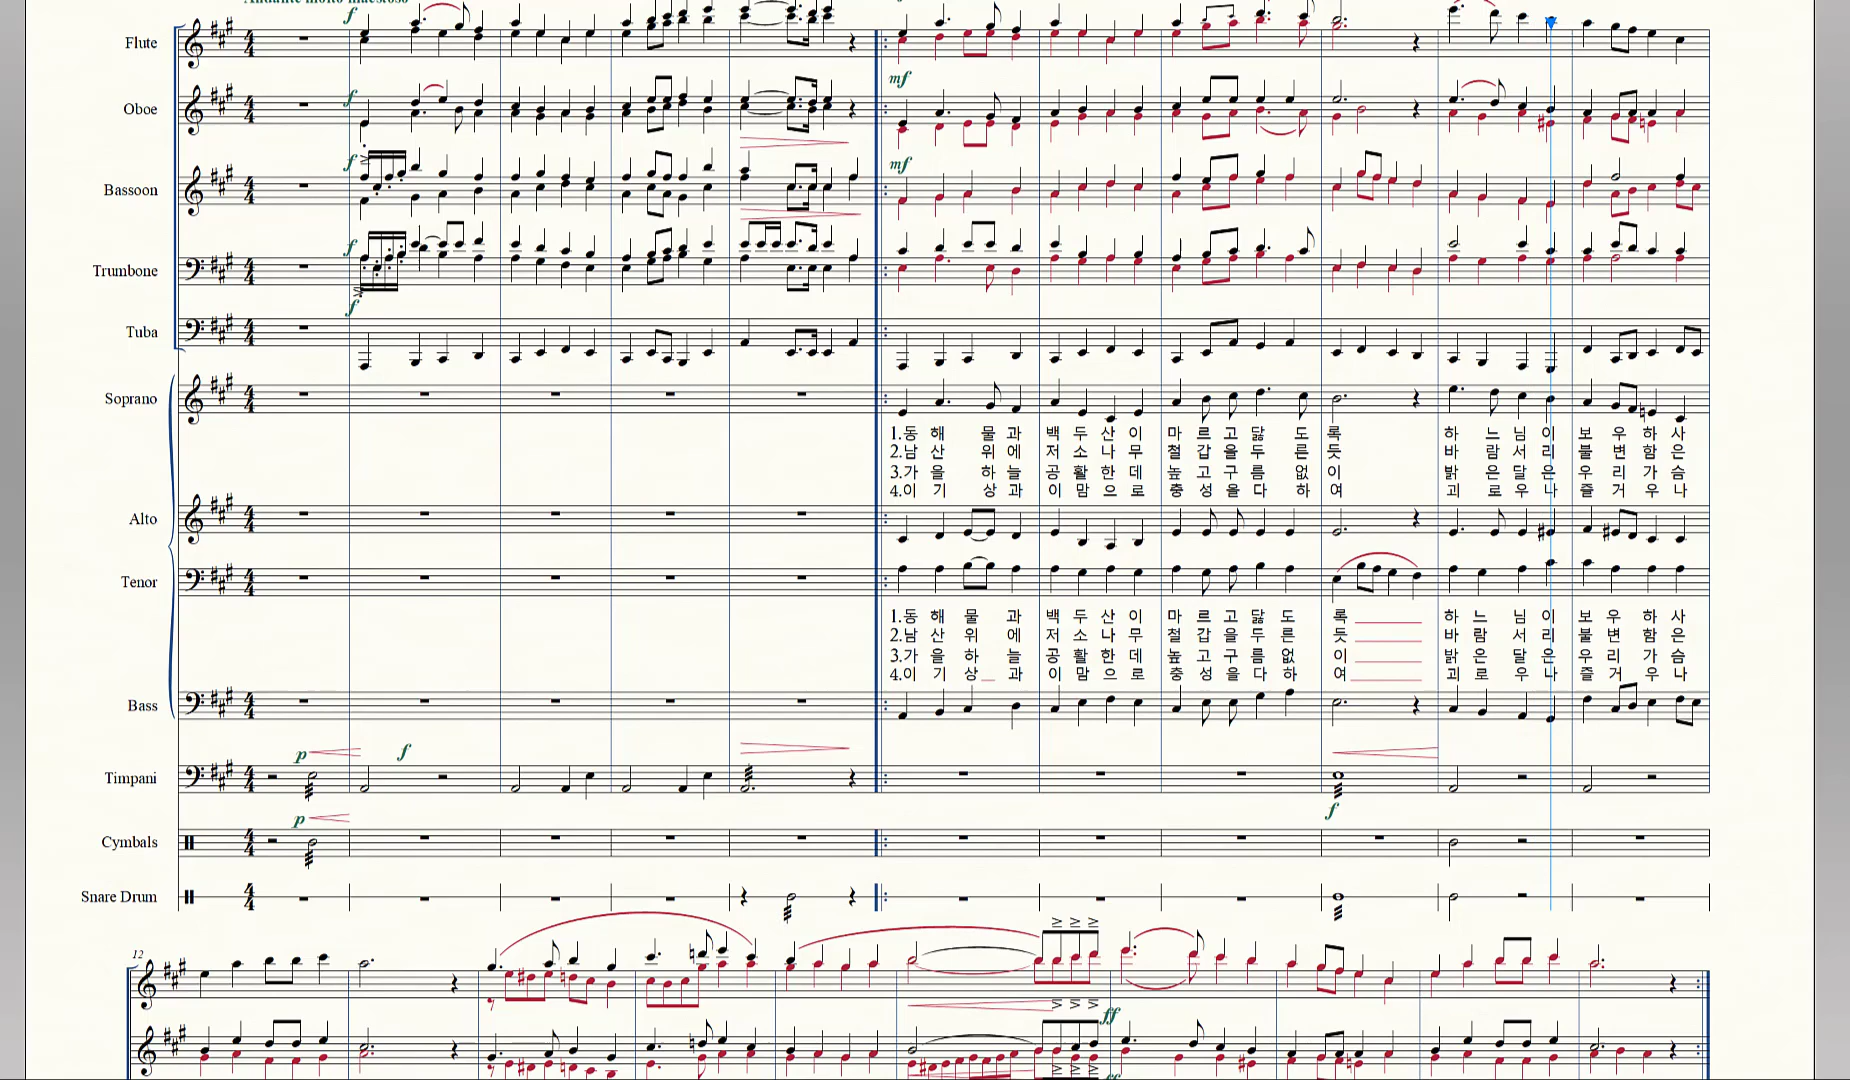 Andante molto maestoso
f
Flute
mf
f
Oboe
mf
f
Bassoon
f
Trumbone
f
Tuba
Soprano
1.동 해 물 과 백 두 산 이 마 르 고 닳 도 록 하 느 님 이 보 우 하 사
2.남 산 위 에 저 소 나 무 철 갑 을 두 른 듯 바 람 서 리 불 변 함 은
3.가 을 하 늘 공 활 한 데 높 고 구 름 없 이 밝 은 달 은 우 리 가 슴
4.이 기 상 과 이 맘 으 로 충 성 을 다 하 여 괴 로 우 나 즐 거 우 나
Alto
Tenor
1.동 해 물 과 백 두 산 이 마 르 고 닳 도 록 하 느 님 이 보 우 하 사
2.남 산 위 에 저 소 나 무 철 갑 을 두 른 듯 바 람 서 리 불 변 함 은
3.가 을 하 늘 공 활 한 데 높 고 구 름 없 이 밝 은 달 은 우 리 가 슴
4.이 기 상 과 이 맘 으 로 충 성 을 다 하 여 괴 로 우 나 즐 거 우 나
Bass
p f
Timpani
f
p
Cymbals
Snare Drum
12
ff